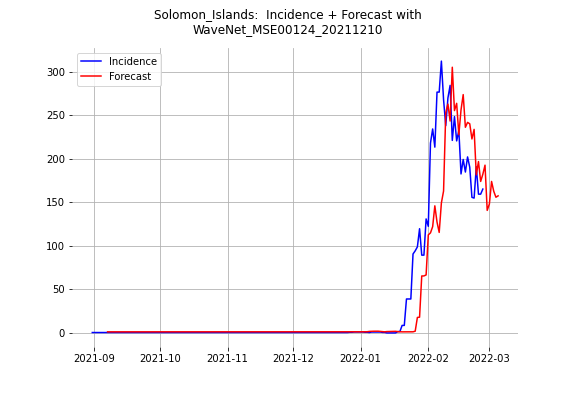 Solomon_Islands:  Incidence + Forecast with
WaveNet_MSE00124_20211210
Incidence
Forecast
300
250
200
150
100
50
0
2021-09 2021-10 2021-11 2021-12 2022-01 2022-02 2022-03